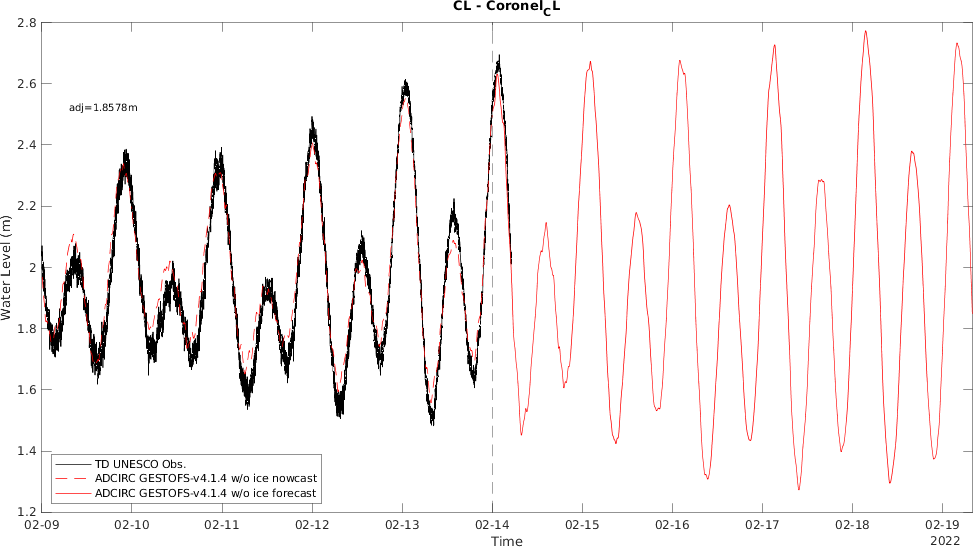 CL - Coronel_CL
2.8
2.6
adj=1.8578m
2.4
2.2
2
1.8
1.6
1.4
1.2
Water Level (m)
TD UNESCO Obs.
ADCIRC GESTOFS-v4.1.4 w/o ice nowcast
ADCIRC GESTOFS-v4.1.4 w/o ice forecast
02-09 02-10 02-11 02-12 02-13 02-14 02-15 02-16 02-17 02-18 02-19
Time
2022